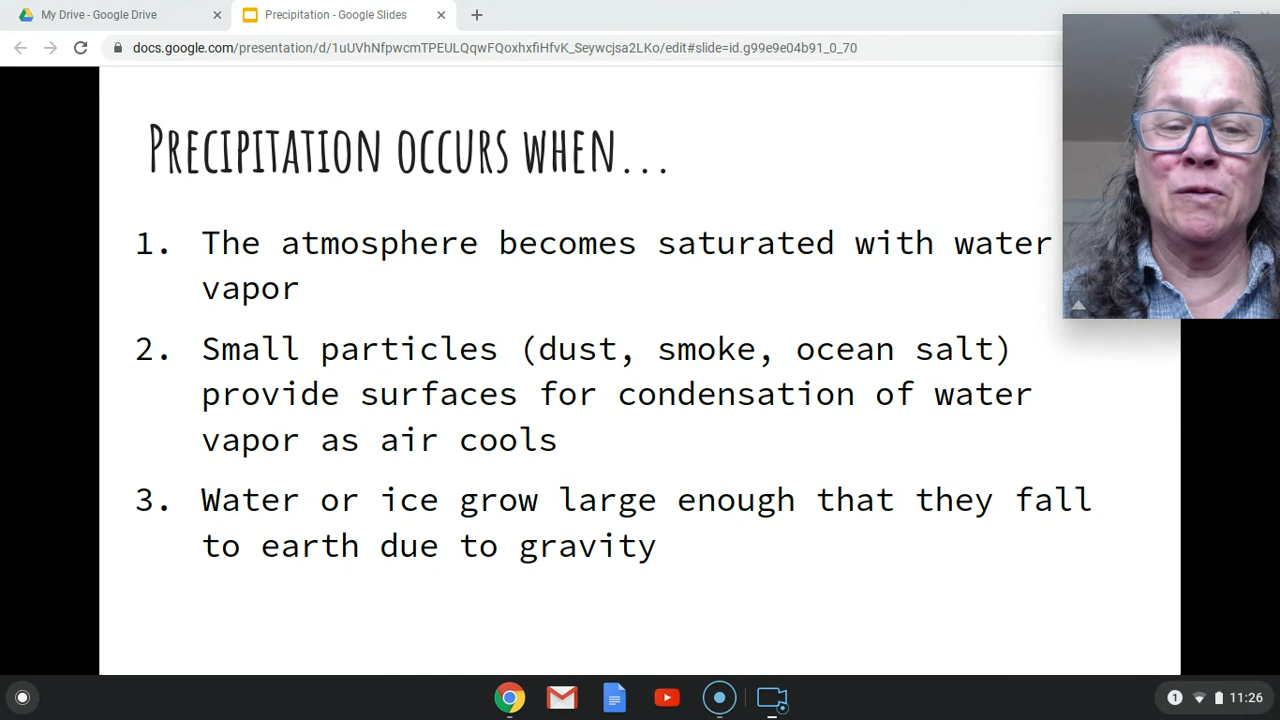 My Drive - Google Drive
Precipitation - Google Slides
docs.google.com/presentation/d/1uUVhNfpwcmTPEULQqwFQoxhxfiHfvK_Seywcjsa2LKo/edit#slide=id.g99e9e04b91_0_70
Precipitation occurs when...
1. The atmosphere becomes saturated with water
vapor
2. Small particles (dust, smoke, ocean salt)
provide surfaces for condensation of water
vapor as air cools
3. Water or ice grow large enough that they fall
to earth due to gravity
1 11:26